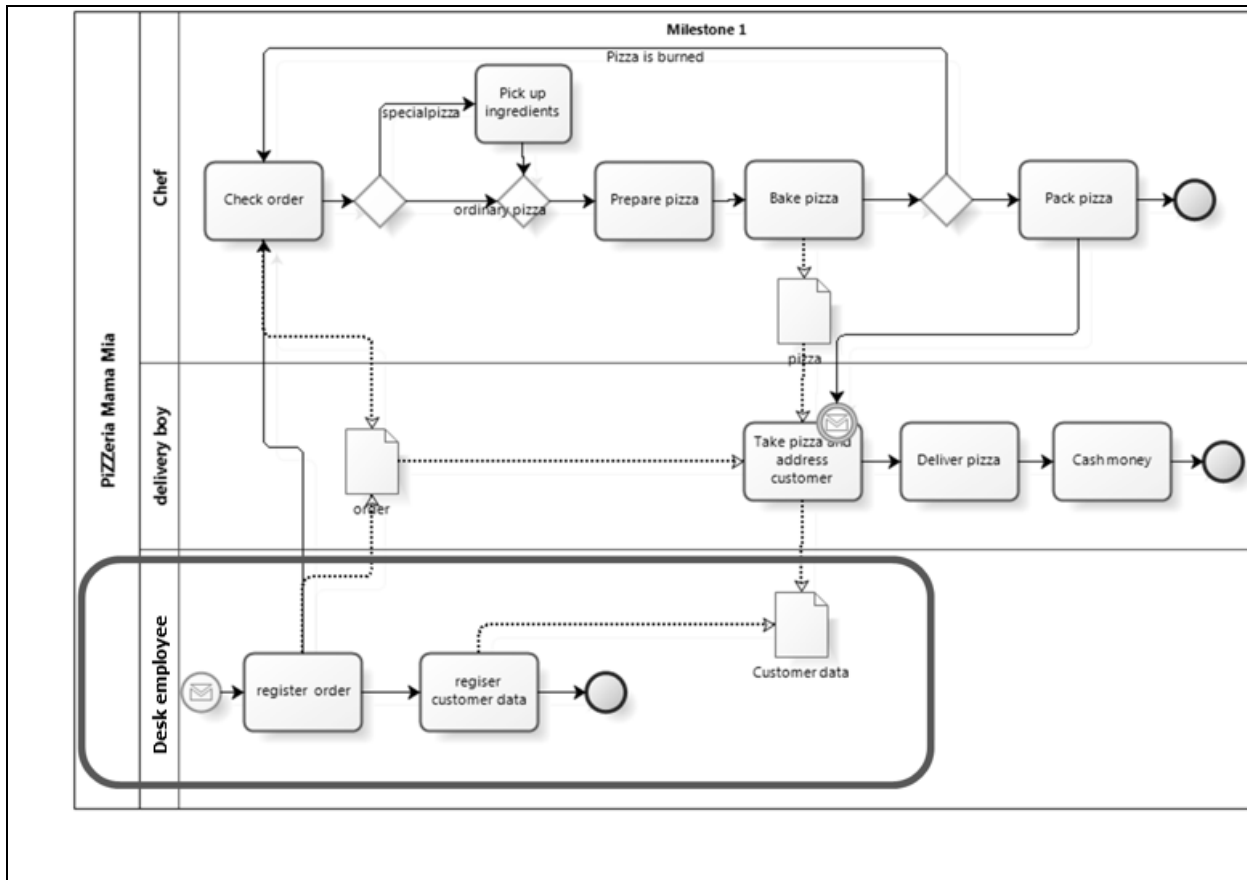 Milestone 1
Pizza is burned
Pick up
ingredients
specialpizza
Chef
Check order
ordinary pizza
Prepare pizza
Bake pizza
Pack pizza
pizza
PiZZeria Mama Mia
delivery boy
order
Take pizza and
address
customer
Deliver pizza
Cash money
Desk employee
register order
regiser
customer data
Customer data